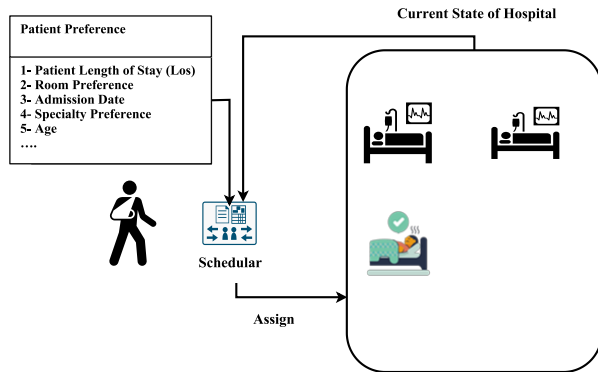 Current State of Hospital
Patient Preference
1- Patient Length of Stay (Los)
2- Room Preference
3- Admission Date
4- Specialty Preference
5- Age
....
Schedular
Assign